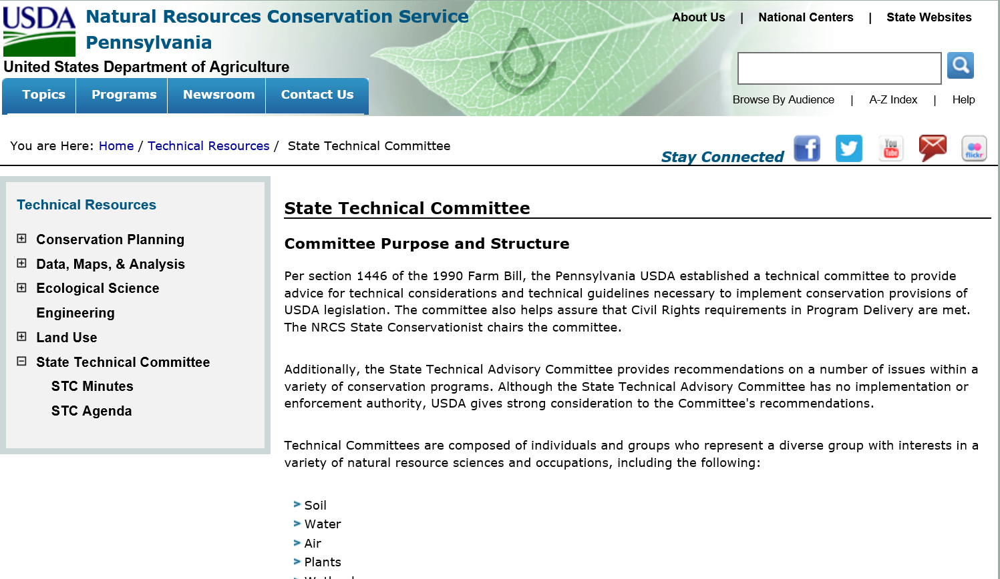 USDA
Natural Resources Conservation Service
Pennsylvania
United States Department of Agriculture
About Us | National Centers | State Websites
Browse By Audience | A-Z Index | Help
Topics Programs Newsroom Contact Us
You are Here: Home / Technical Resources / State Technical Committee
Stay Connected
You Tube
flickr
Technical Resources
Conservation Planning
Data, Maps, & Analysis
Ecological Science
Engineering
Land Use
State Technical Committee
STC Minutes
STC Agenda
State Technical Committee
Committee Purpose and Structure
Per section 1446 of the 1990 Farm Bill, the Pennsylvania USDA established a technical committee to provide
advice for technical considerations and technical guidelines necessary to implement conservation provisions of
USDA legislation. The committee also helps assure that Civil Rights requirements in Program Delivery are met.
The NRCS State Conservationist chairs the committee.
Additionally, the State Technical Advisory Committee provides recommendations on a number of issues within a
variety of conservation programs. Although the State Technical Advisory Committee has no implementation or
enforcement authority, USDA gives strong consideration to the Committee's recommendations.
Technical Committees are composed of individuals and groups who represent a diverse group with interests in a
variety of natural resource sciences and occupations, including the following:
Soil
Water
Air
Plants